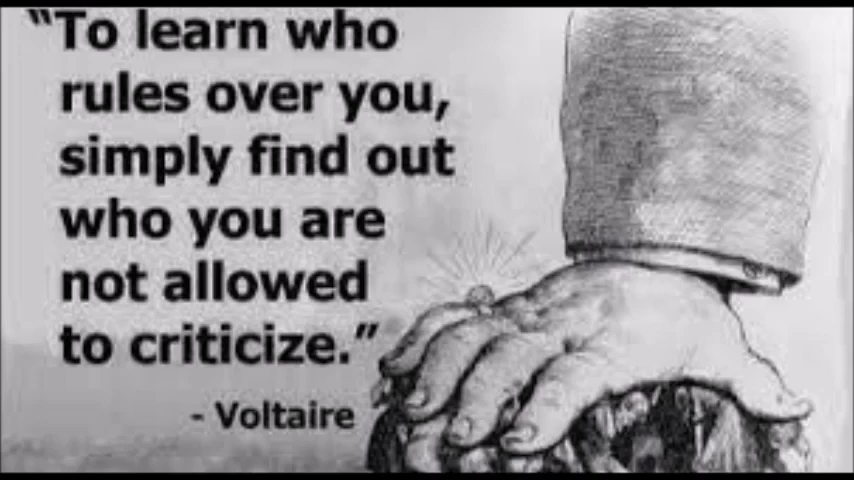 “To learn who
rules over you,
simply find out
who you are
not allowed
to criticize.”
- Voltaire